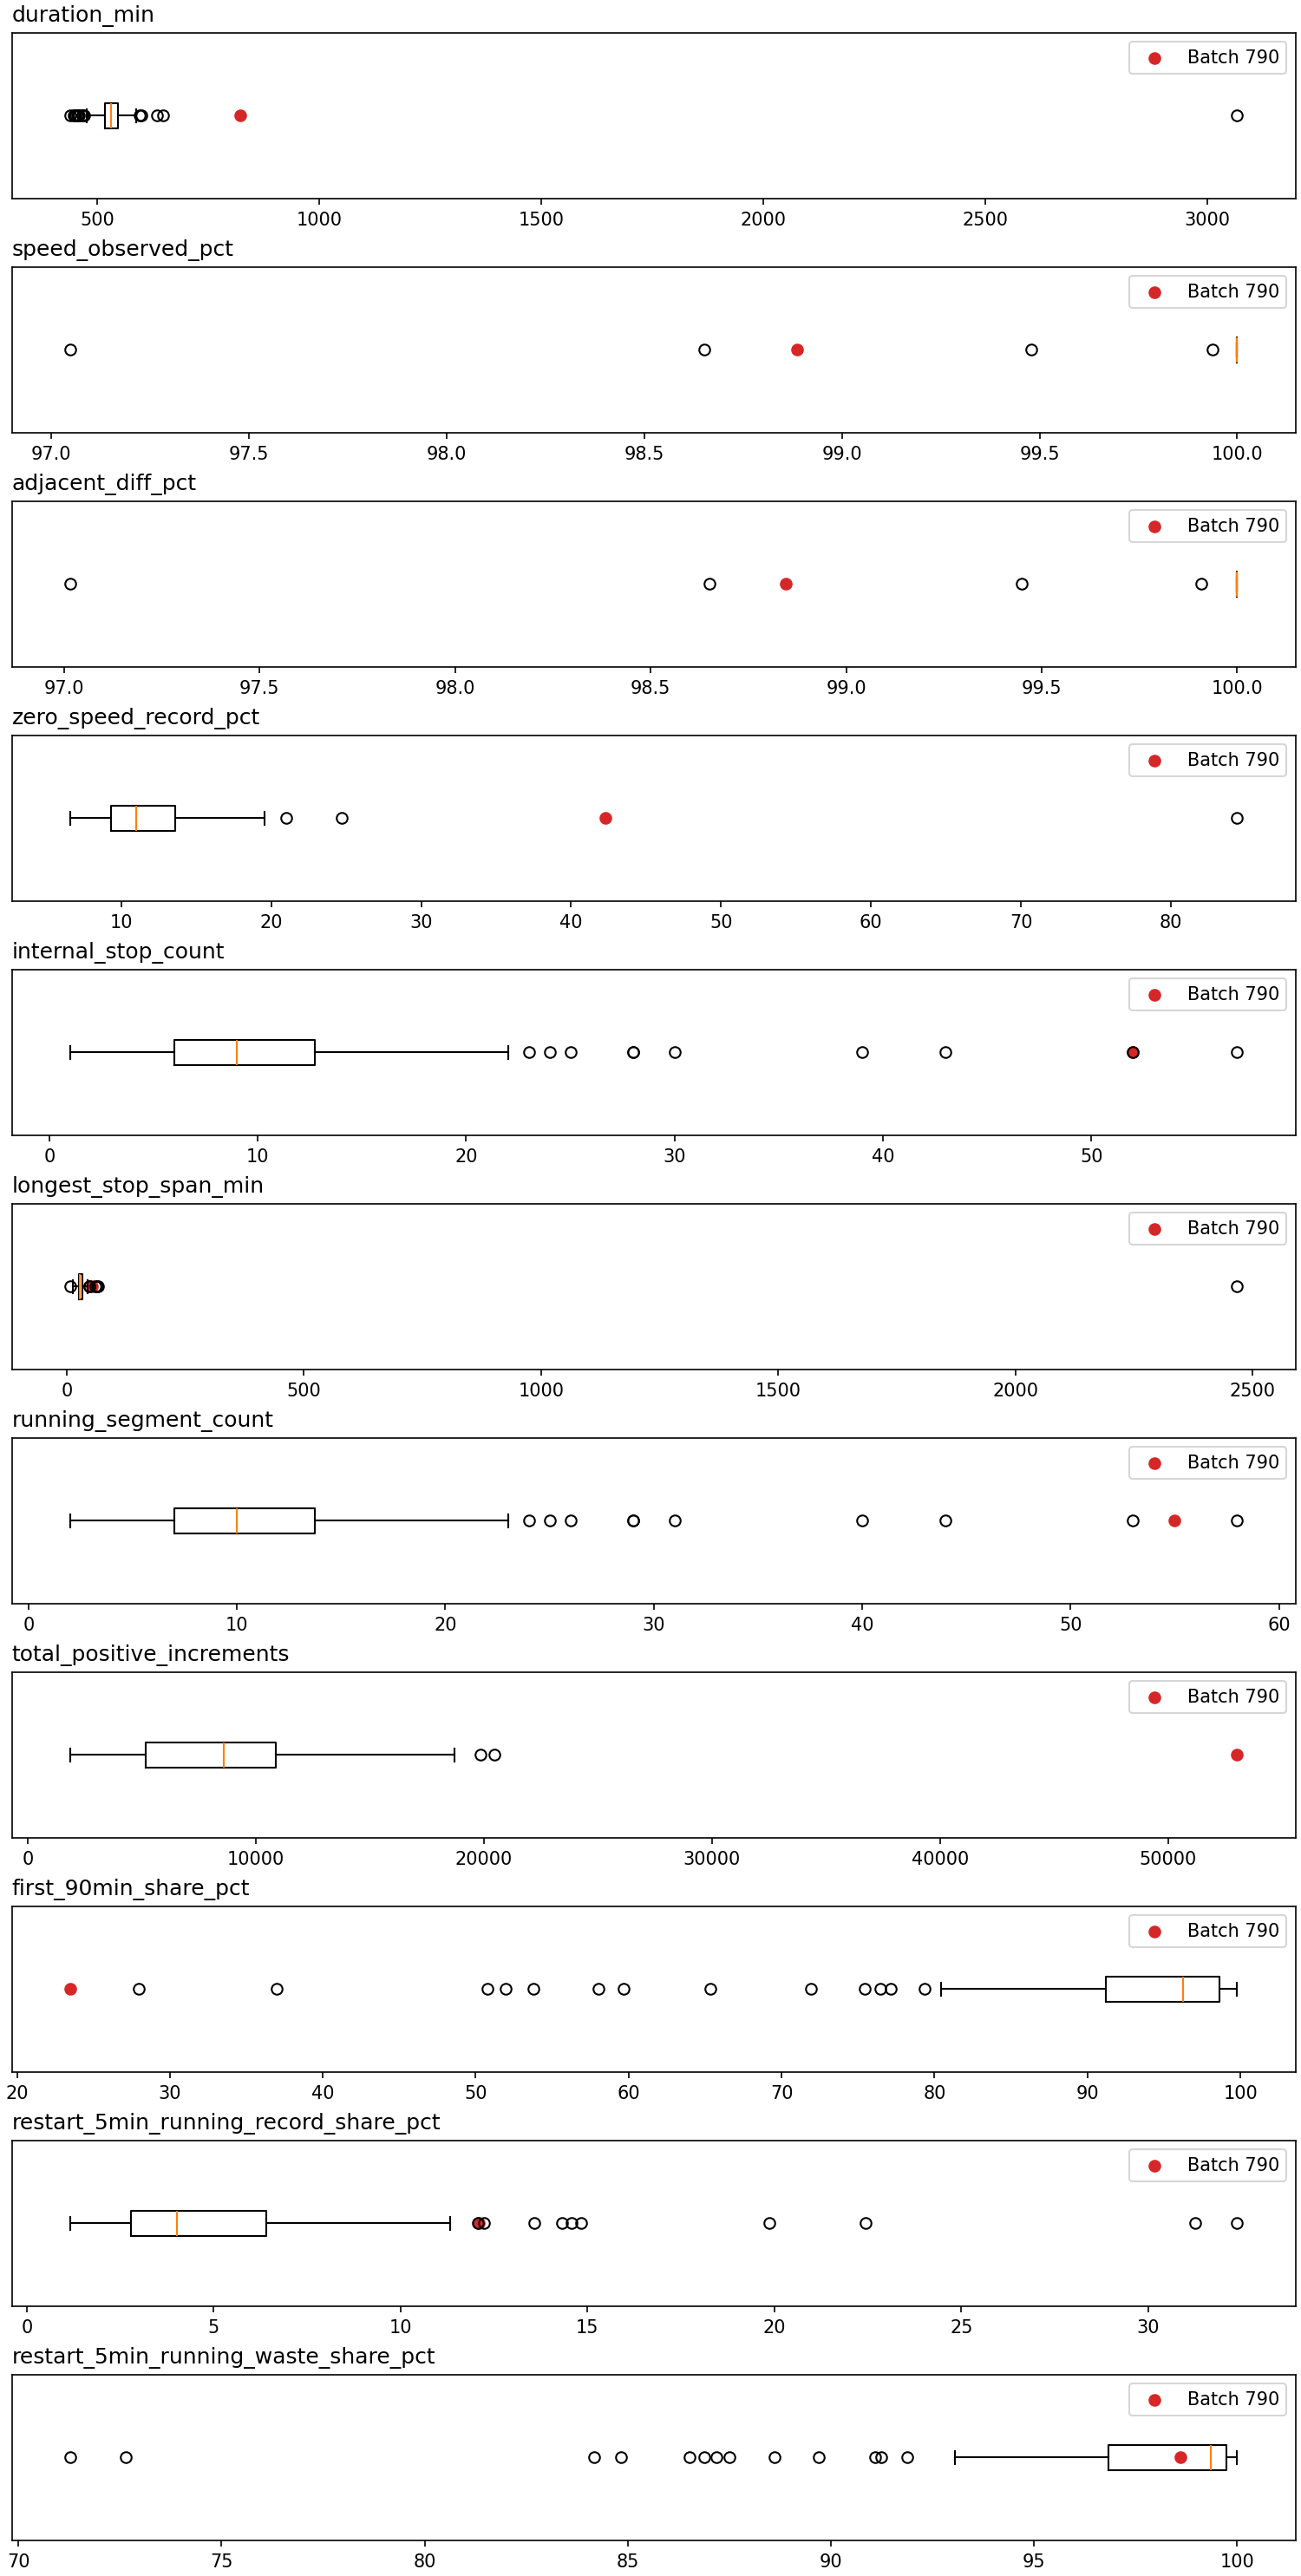 duration_min
Batch 790
500 1000 1500 2000 2500 3000
speed_observed_pct
Batch 790
97.0 97.5 98.0 98.5 99.0 99.5 100.0
adjacent_diff_pct
Batch 790
97.0 97.5 98.0 98.5 99.0 99.5 100.0
zero_speed_record_pct
Batch 790
10 20 30 40 50 60 70 80
internal_stop_count
Batch 790
0 10 20 30 40 50
longest_stop_span_min
Batch 790
0 500 1000 1500 2000 2500
running_segment_count
Batch 790
0 10 20 30 40 50 60
total_positive_increments
Batch 790
0 10000 20000 30000 40000 50000
first_90min_share_pct
Batch 790
20 30 40 50 60 70 80 90 100
restart_5min_running_record_share_pct
Batch 790
0 5 10 15 20 25 30
restart_5min_running_waste_share_pct
Batch 790
70 75 80 85 90 95 100